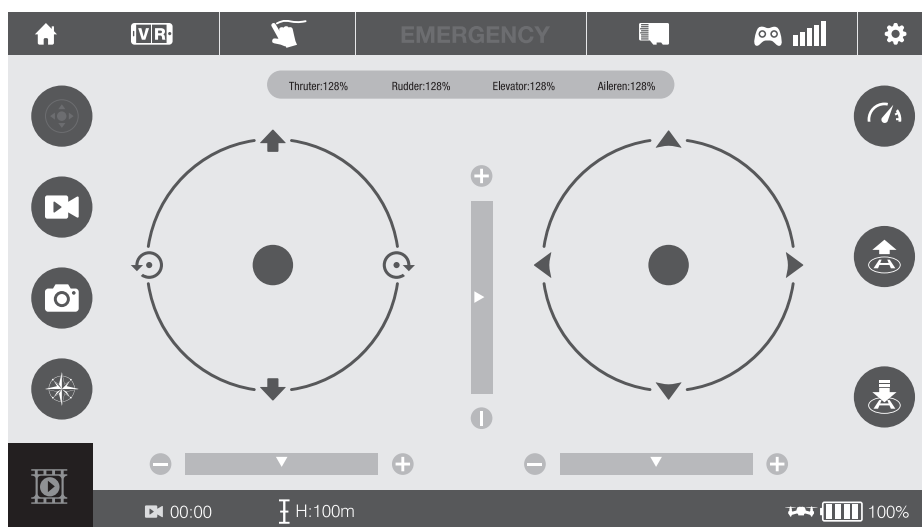 VR
EMERGENCY
Thruter:128% Rudder:128% Elevator:128% Aileren:128%
00:00
H:100m
100%